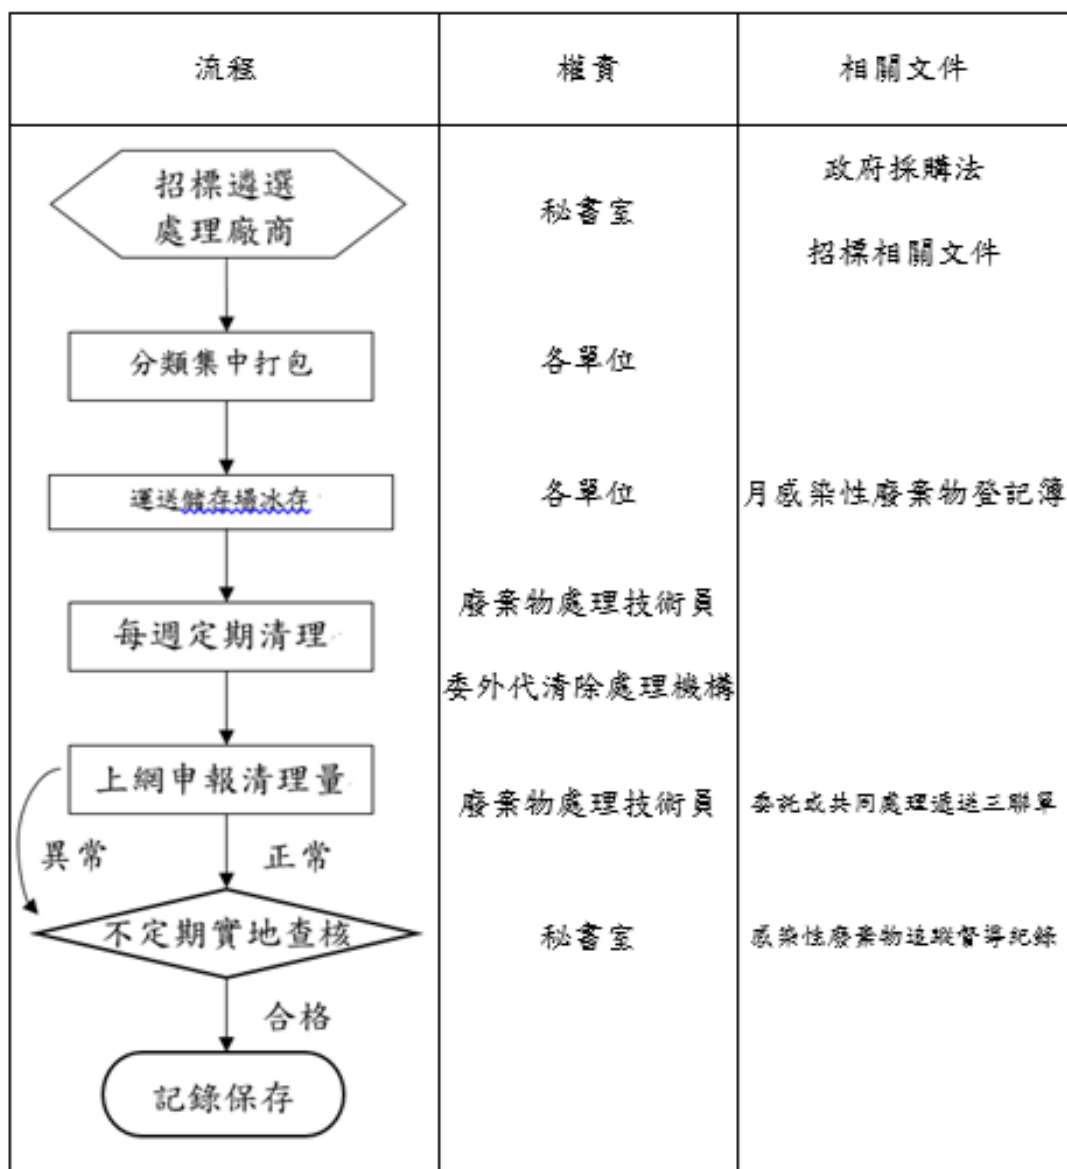 流程 權責 相關文件
招標遴選
處理廠商
秘書室
政府採購法
招標相關文件
分類集中打包
各單位
運送儲存場冰存
各單位
月感染性廢棄物登記簿
每週定期清理
廢棄物處理技術員
委外代清除處理機構
上網申報清理量
廢棄物處理技術員
委託或共同處理遞送三聯單
異常
正常
不定期實地查核
秘書室
感染性廢棄物追蹤督導紀錄
合格
記錄保存